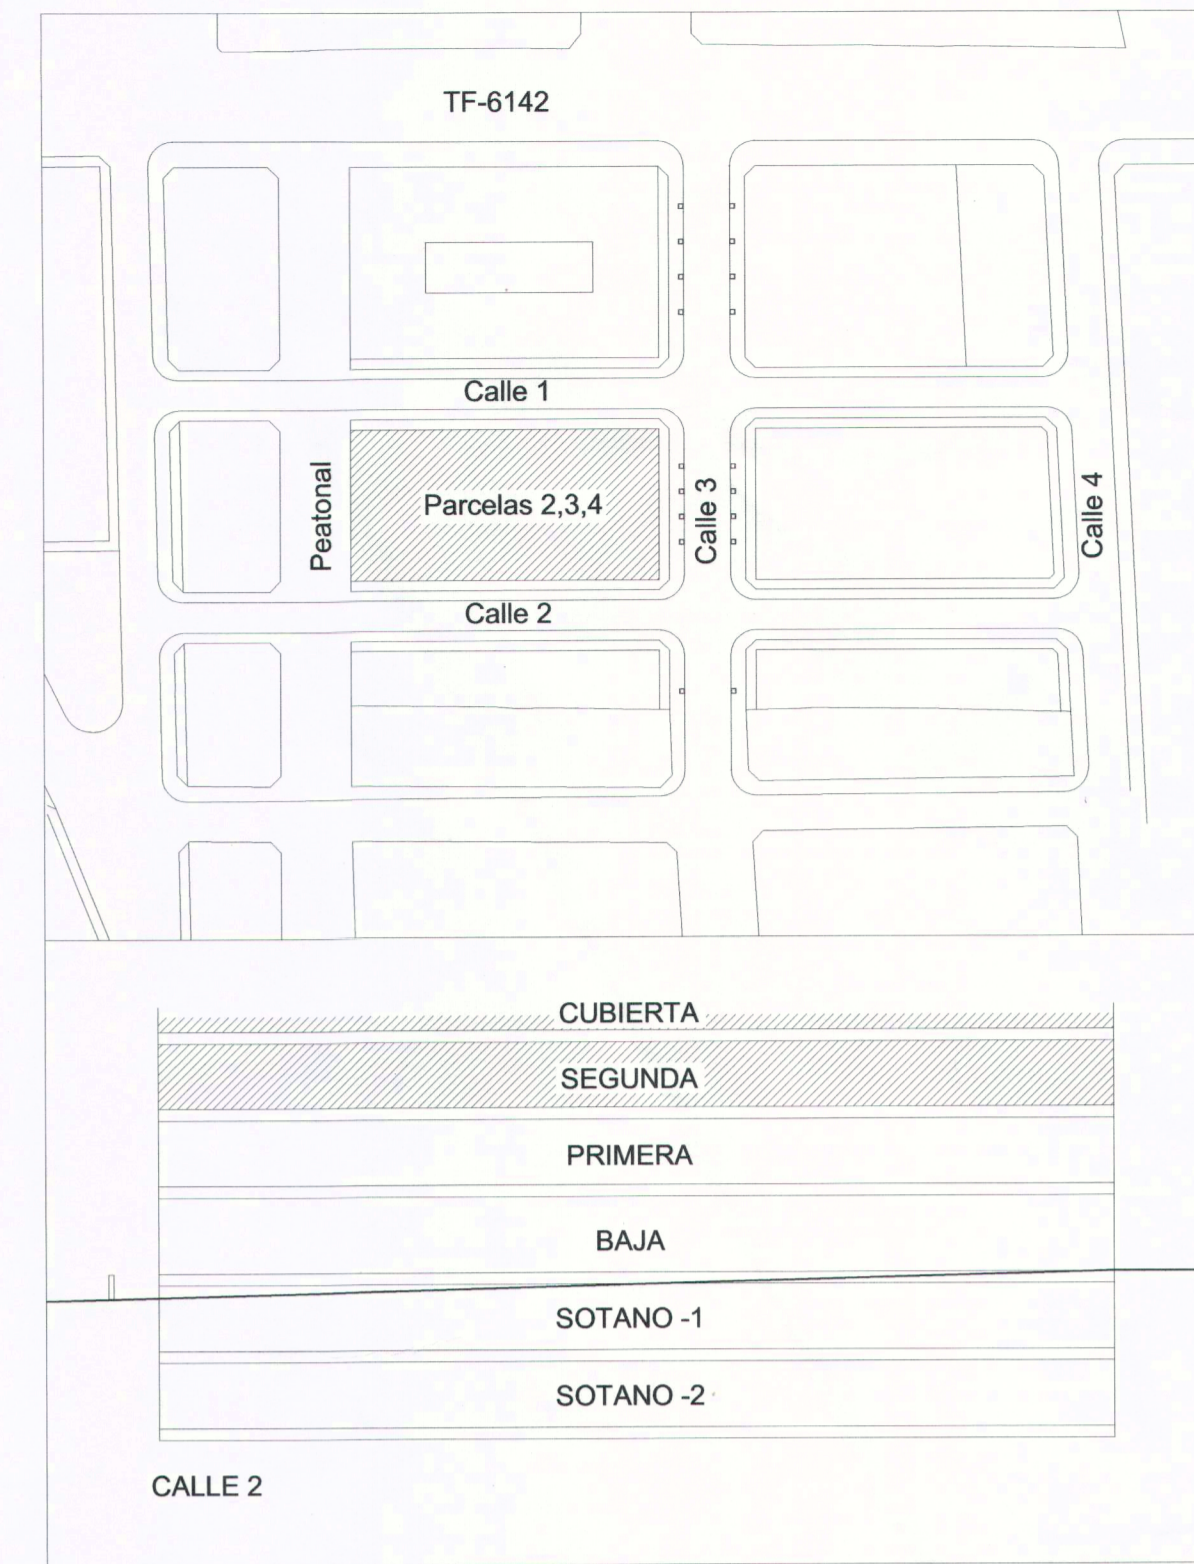 TF-6142
Calle 1
Peatonal
Parcelas 2,3,4
Calle 3
Calle 4
Calle 2
CUBIERTA
SEGUNDA
PRIMERA
BAJA
SOTANO -1
SOTANO -2
CALLE 2